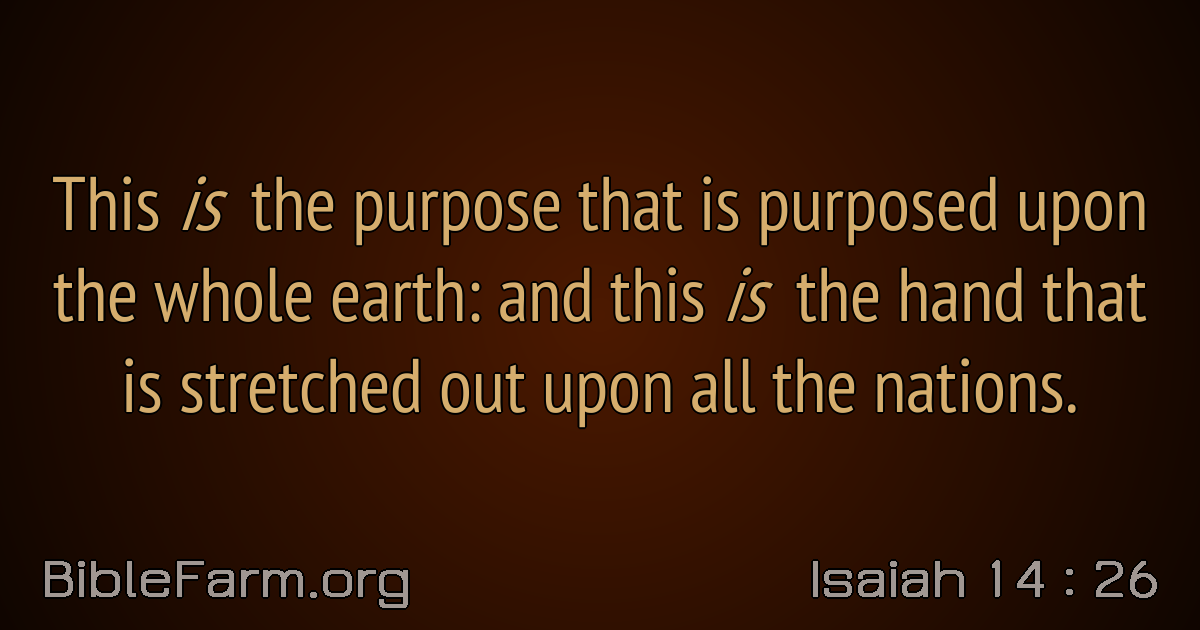 This is the purpose that is purposed upon
the whole earth: and this is the hand that
is stretched out upon all the nations.
BibleFarm.org
Isaiah 14 : 26